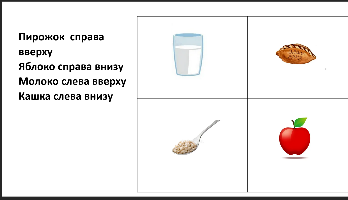 Пирожок справа
вверху
Яблоко справа внизу
Молоко слева вверху
Кашка слева внизу